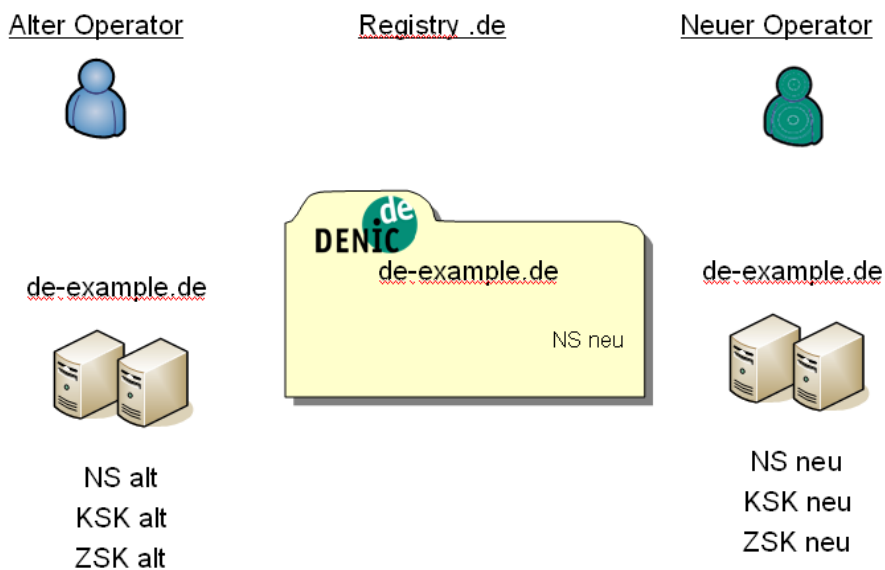 Alter Operator
Registry .de
Neuer Operator
de
DENIC
de-example.de
de-example.de
de-example.de
NS neu
NS alt
KSK alt
ZSK alt
NS neu
KSK neu
ZSK neu